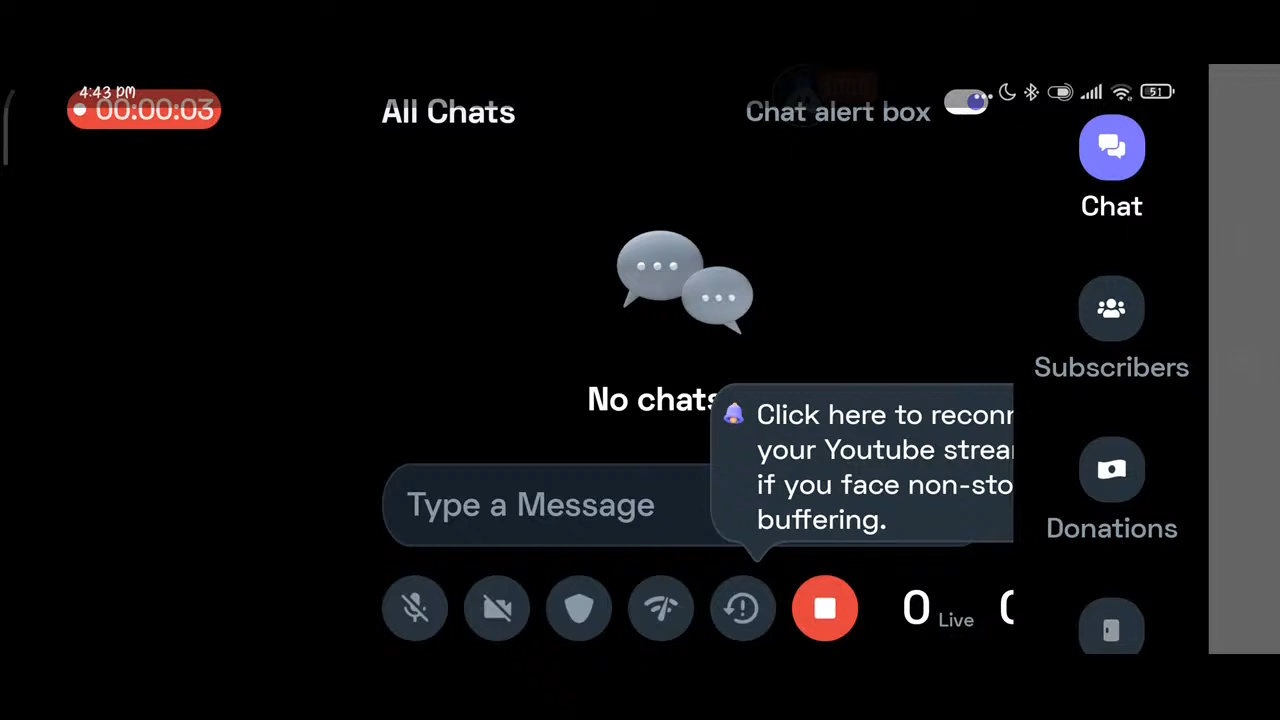 4:43 PM
00:00:03
All Chats
Chat alert box
51
Chat
Subscribers
Donations
No chats
Click here to reconn
your Youtube strea
if you face non-sto
buffering.
Type a Message
0 Live